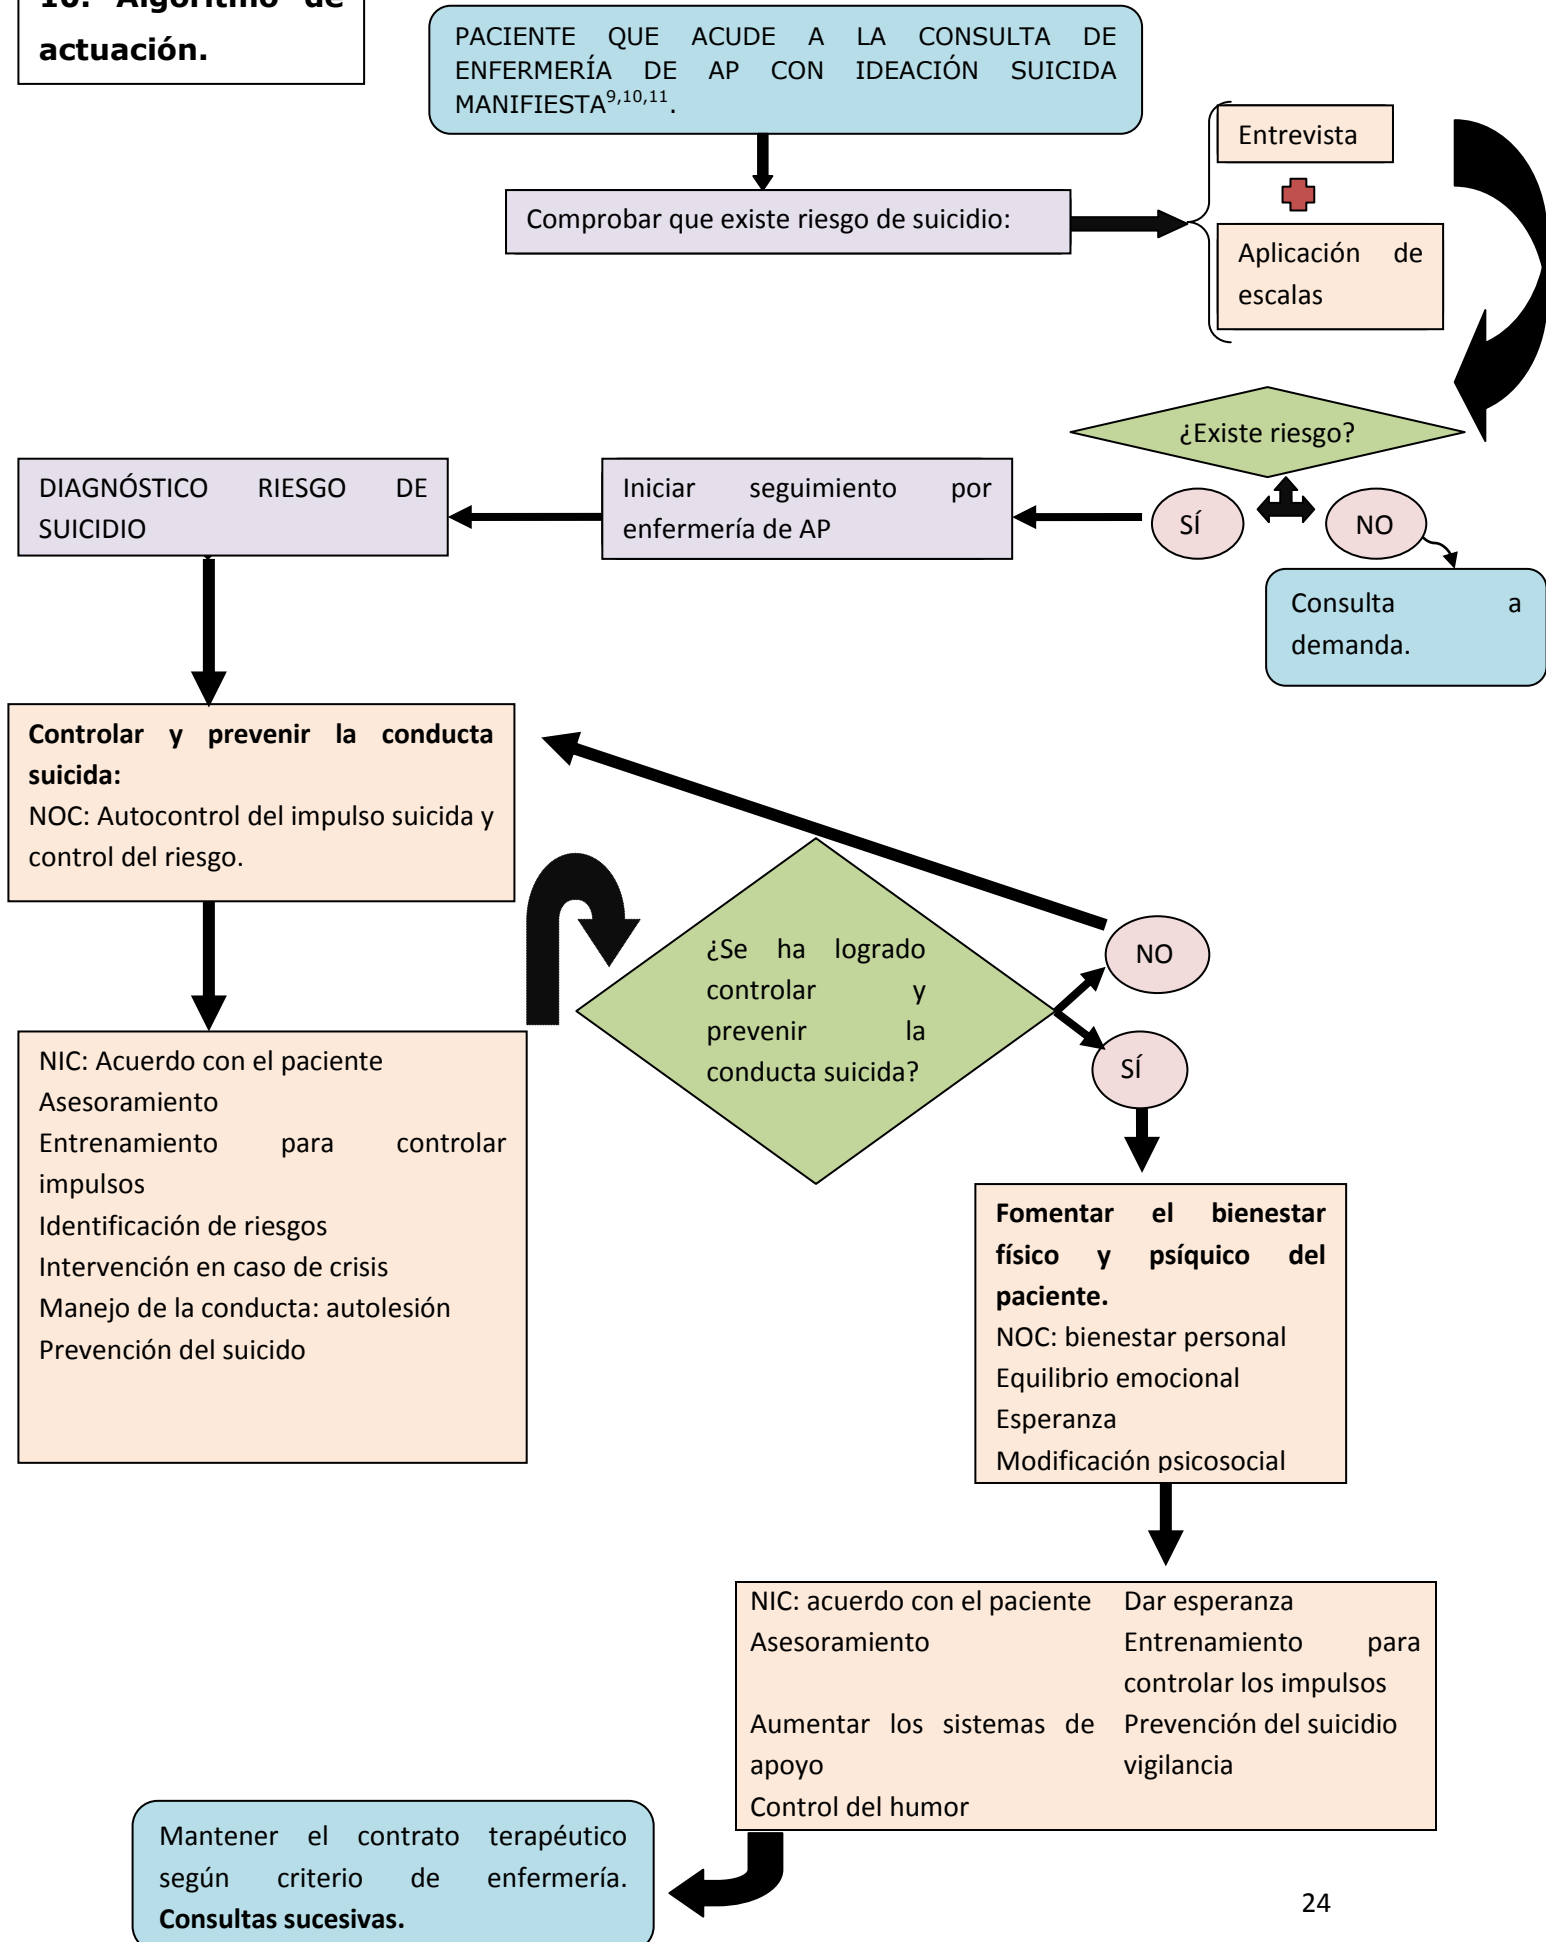 10. Algoritmo de
actuación.
PACIENTE QUE ACUDE A LA CONSULTA DE
ENFERMERÍA DE AP CON IDEACIÓN SUICIDA
MANIFIESTA9,10,11.
Comprobar que existe riesgo de suicidio:
Entrevista
Aplicación de
escalas
¿Existe riesgo?
SÍ
NO
Consulta a
demanda.
Iniciar seguimiento por
enfermería de AP
DIAGNÓSTICO RIESGO DE
SUICIDIO
Controlar y prevenir la conducta
suicida:
NOC: Autocontrol del impulso suicida y
control del riesgo.
NIC: Acuerdo con el paciente
Asesoramiento
Entrenamiento para controlar
impulsos
Identificación de riesgos
Intervención en caso de crisis
Manejo de la conducta: autolesión
Prevención del suicido
¿Se ha logrado
controlar y
prevenir la
conducta suicida?
NO
SÍ
Fomentar el bienestar
físico y psíquico del
paciente.
NOC: bienestar personal
Equilibrio emocional
Esperanza
Modificación psicosocial
NIC: acuerdo con el paciente
Asesoramiento
Aumentar los sistemas de
apoyo
Control del humor
Dar esperanza
Entrenamiento para
controlar los impulsos
Prevención del suicidio
vigilancia
Mantener el contrato terapéutico
según criterio de enfermería.
Consultas sucesivas.
24